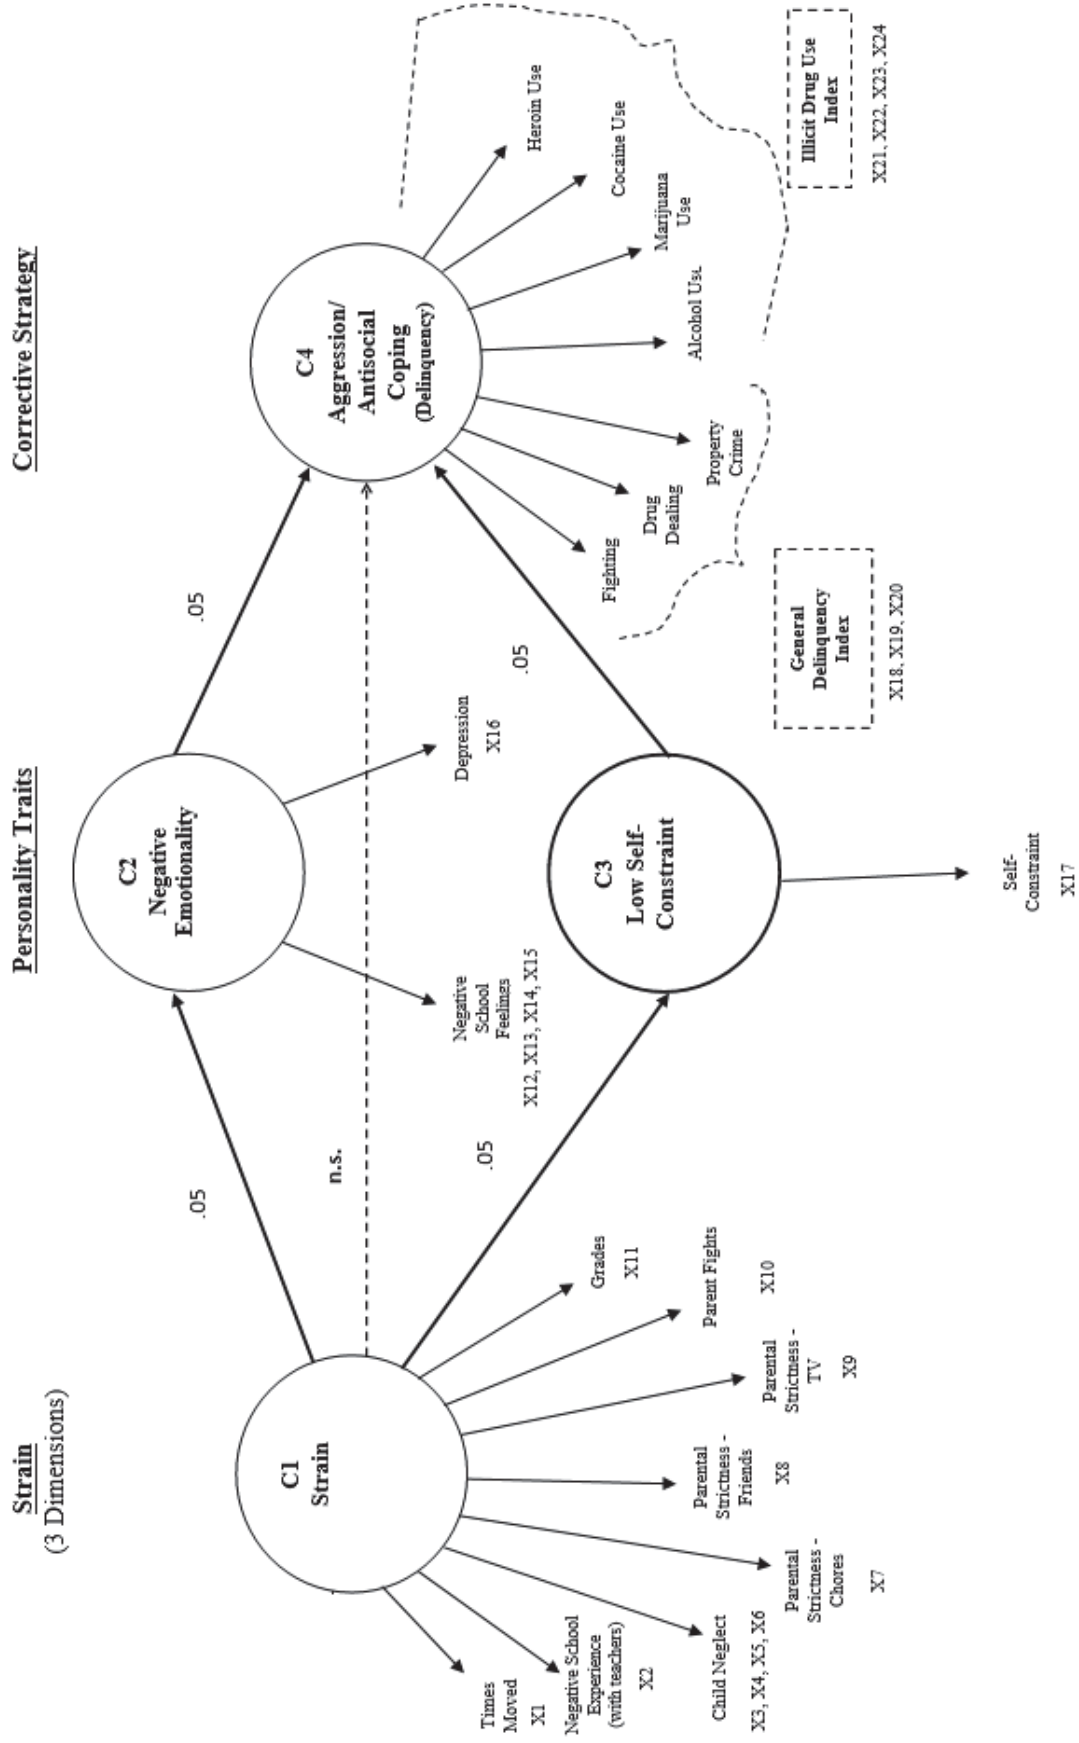 Strain
(3 Dimensions)
Personality Traits
Corrective Strategy
C1
Strain
.05
n.s.
.05
Times
Moved
X1
Negative School
Experience
(with teachers)
X2
Child Neglect
X3, X4, X5, X6
Parental
Strictness -
Chores
X7
Parental
Strictness -
Friends
X8
Parental
Strictness -
TV
X9
Parent Fights
X10
Grades
X11
C2
Negative
Emotionality
.05
Negative
School
Feelings
X12, X13, X14, X15
Depression
X16
C3
Low Self-
Constraint
.05
Self-
Constraint
X17
C4
Aggression/
Antisocial
Coping
(Delinquency)
Fighting
Drug
Dealing
Property
Crime
Alcohol Use
Marijuana
Use
Cocaine Use
Heroin Use
General
Delinquency
Index
X18, X19, X20
Illicit Drug Use
Index
X21, X22, X23, X24